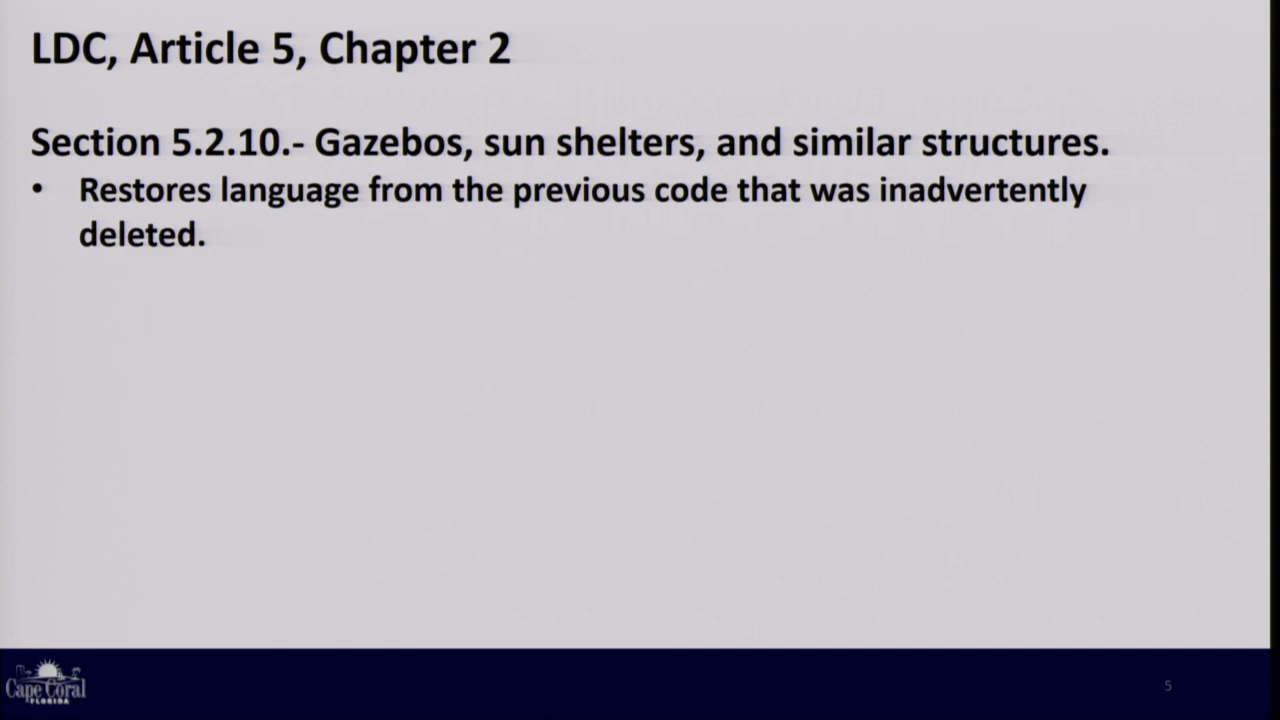 LDC, Article 5, Chapter 2
Section 5.2.10.- Gazebos, sun shelters, and similar structures.
• Restores language from the previous code that was inadvertently
deleted.
Cape Coral
FLORIDA
5